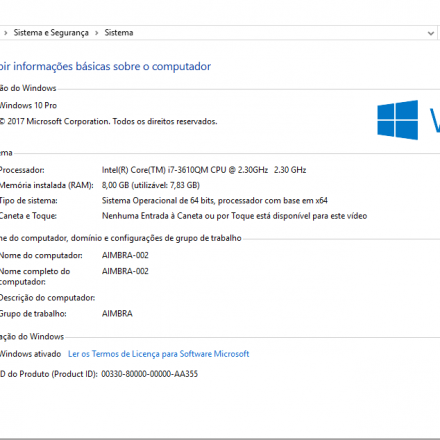 Sistema e Segurança > Sistema
bir informações básicas sobre o computador
ão do Windows
Windows 10 Pro
© 2017 Microsoft Corporation. Todos os direitos reservados.
ema
Processador: Intel(R) Core(TM) i7-3610QM CPU @ 2.30GHz 2.30 GHz
Memória instalada (RAM): 8,00 GB (utilizável: 7,83 GB)
Tipo de sistema: Sistema Operacional de 64 bits, processador com base em x64
Caneta e Toque: Nenhuma Entrada à Caneta ou por Toque está disponível para este vídeo
ne do computador, domínio e configurações de grupo de trabalho
Nome do computador: AIMBRA-002
Nome completo do computador: AIMBRA-002
Descrição do computador:
Grupo de trabalho: AIMBRA
ação do Windows
Windows ativado Ler os Termos de Licença para Software Microsoft
ID do Produto (Product ID): 00330-80000-00000-AA355